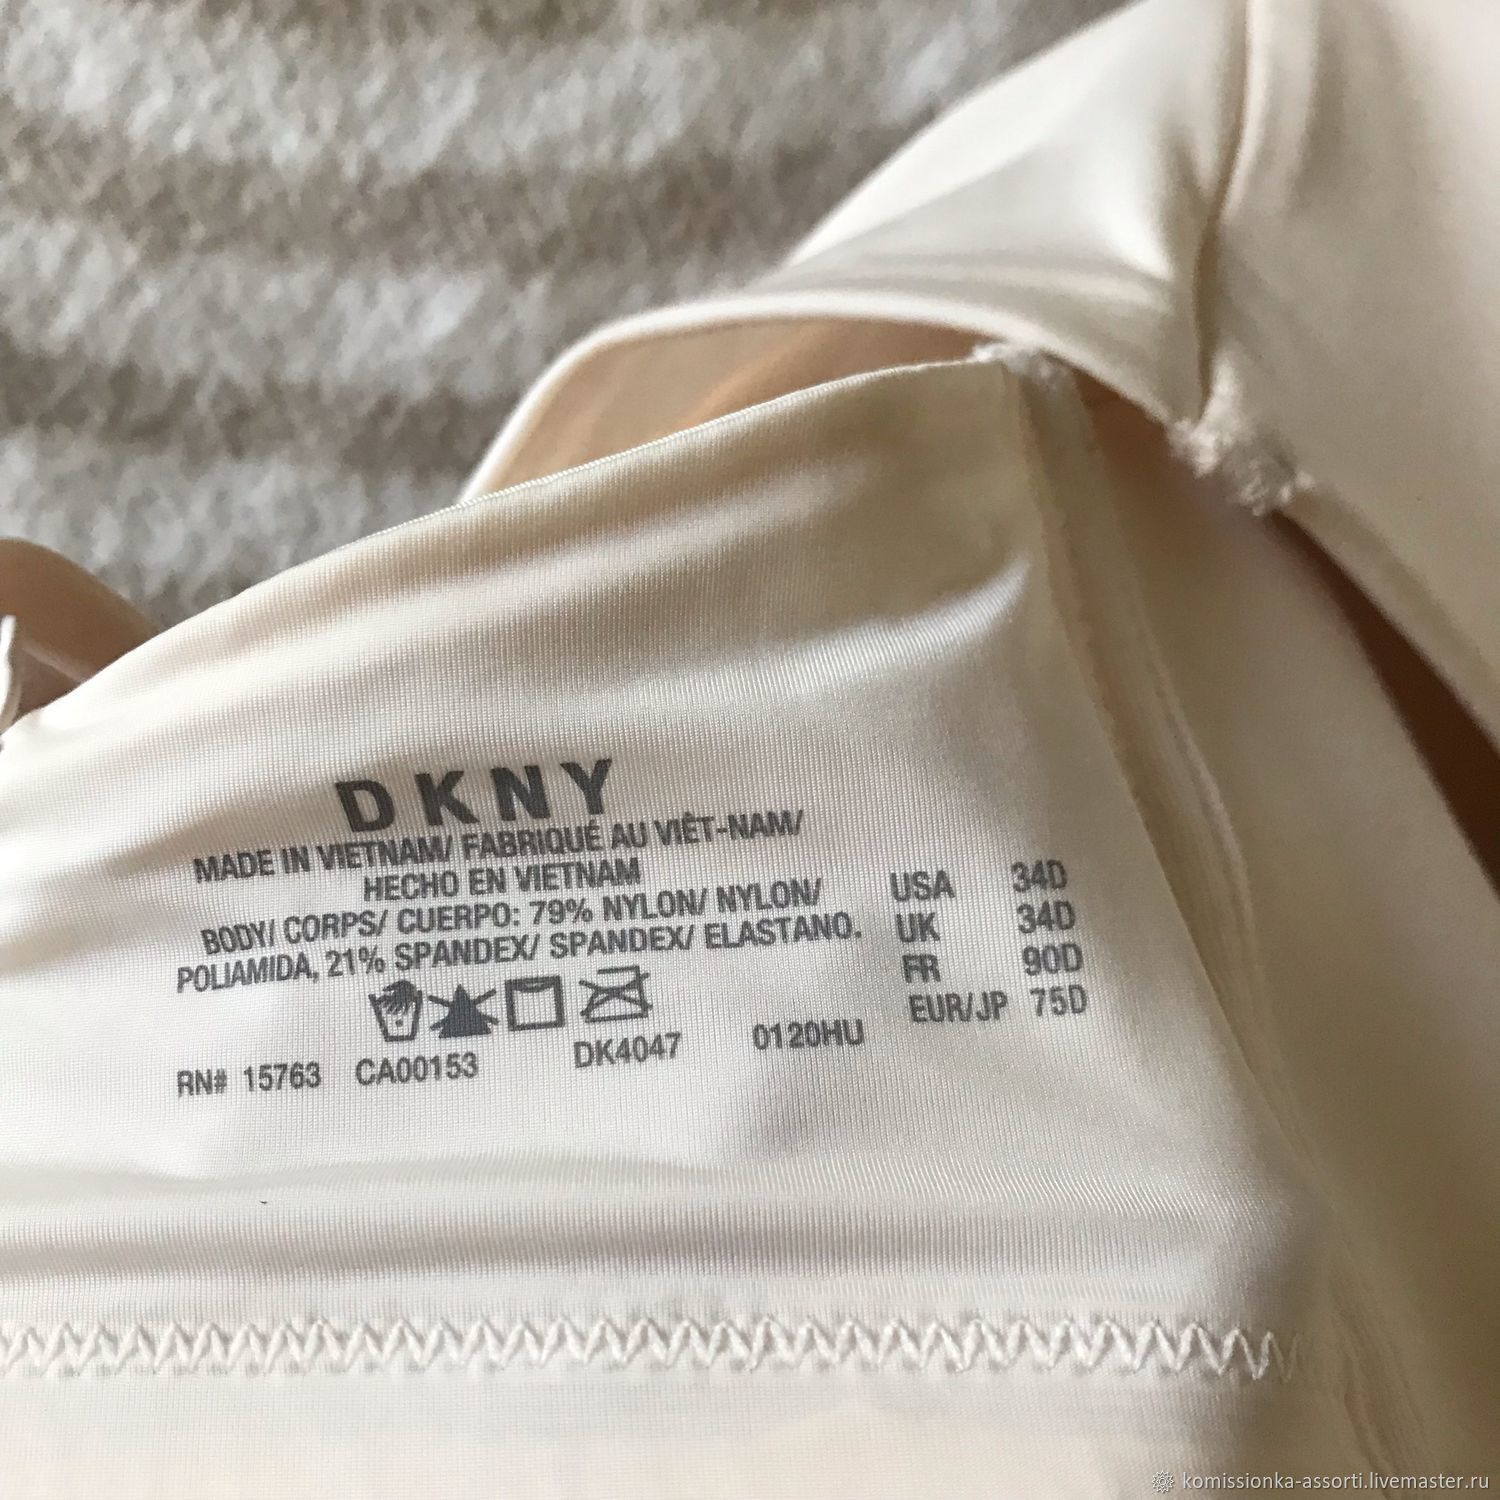 DKNY
MADE IN VIETNAM/ FABRIQUÉ AU VIÊT-NAM/
HECHO EN VIETNAM
BODY/ CORPS/ CUERPO: 79% NYLON/ NYLON/
POLIAMIDA, 21% SPANDEX/ SPANDEX/ ELASTANO.
RN# 15763 CA00153 DK4047 0120HU
USA 34D
UK 34D
FR 90D
EUR/JP 75D
komissionka-assorti.livemaster.ru